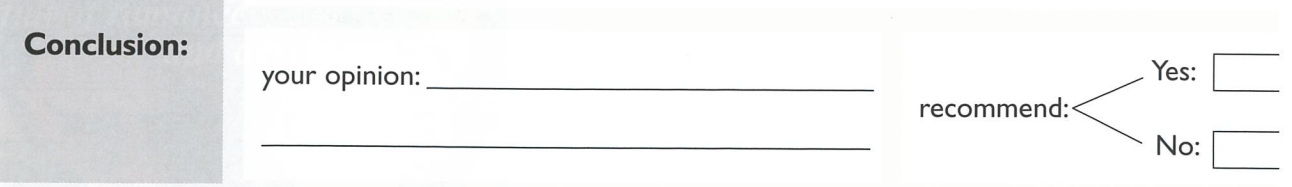 Conclusion:
your opinion:
recommend:
Yes:
No: